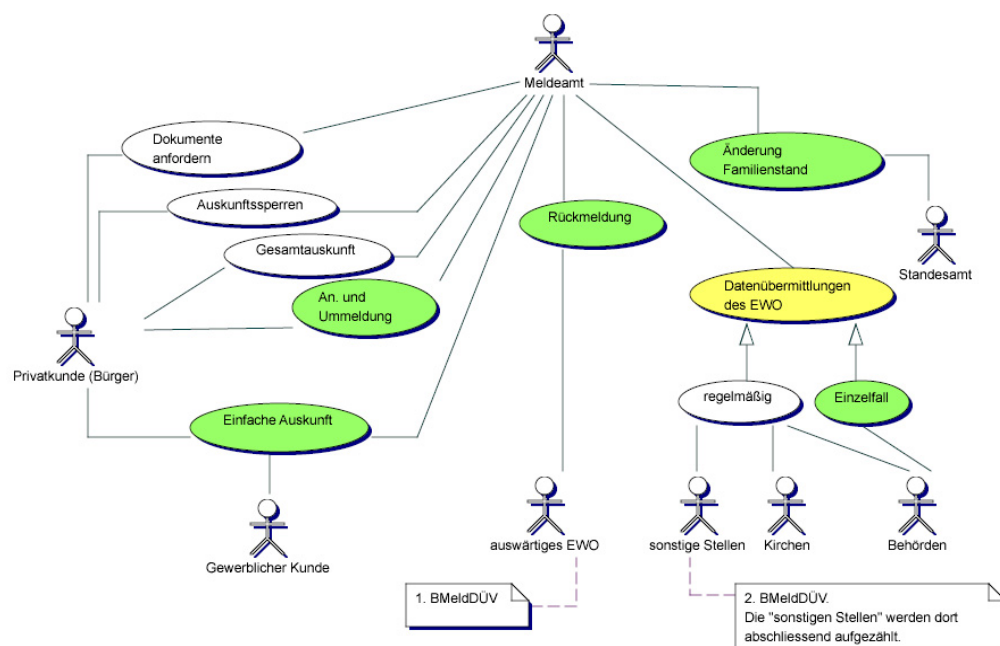 Meldeamt
Dokumente
anfordern
Änderung
Familienstand
Auskunftssperren
Rückmeldung
Gesamtauskunft
Standesamt
An. und
Ummeldung
Datenübermittlungen
des EWO
Privatkunde (Bürger)
regelmäßig
Einzelfall
Einfache Auskunft
auswärtiges EWO
sonstige Stellen
Kirchen
Behörden
Gewerblicher Kunde
1. BMeldDÜV
2. BMeldDÜV.
Die "sonstigen Stellen" werden dort
abschliessend aufgezählt.